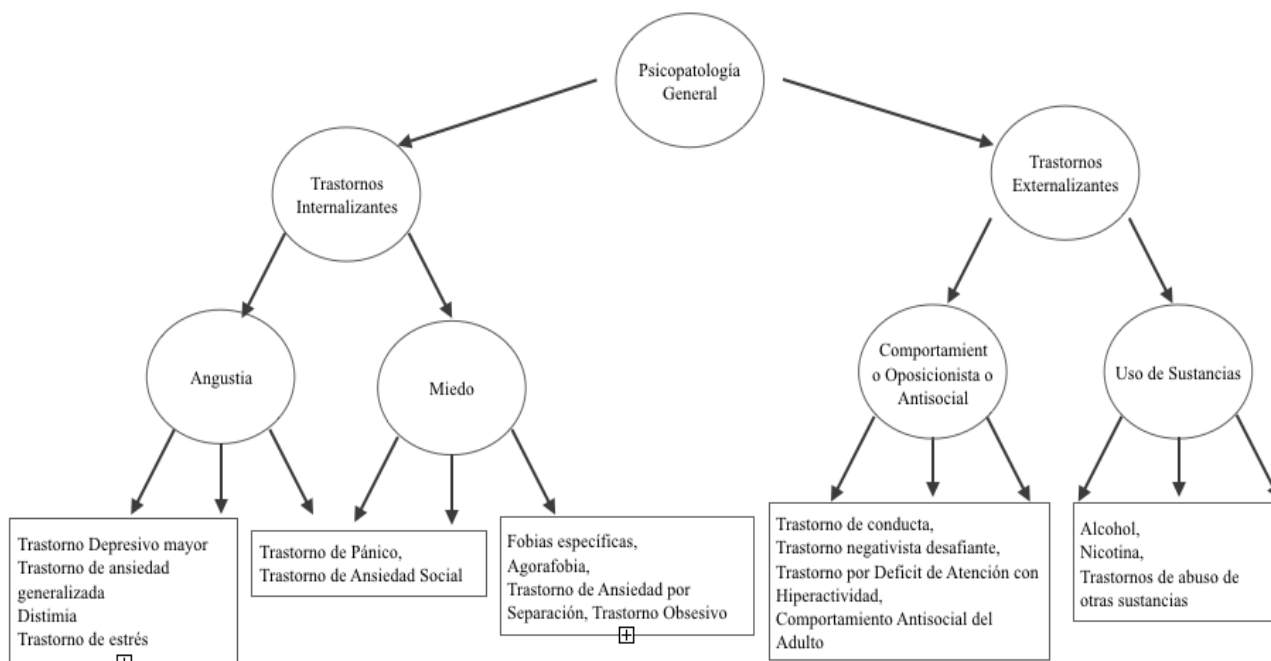 Psicopatología
General
Trastornos
Internalizantes
Trastornos
Externalizantes
Angustia
Miedo
Comportamient
o Oposicionista o
Antisocial
Uso de Sustancias
Trastorno Depresivo mayor
Trastorno de ansiedad
generalizada
Distimia
Trastorno de estrés
Trastorno de Pánico,
Trastorno de Ansiedad Social
Fobias específicas,
Agorafobia,
Trastorno de Ansiedad por
Separación, Trastorno Obsesivo
Trastorno de conducta,
Trastorno negativista desafiante,
Trastorno por Deficit de Atención con
Hiperactividad,
Comportamiento Antisocial del
Adulto
Alcohol,
Nicotina,
Trastornos de abuso de
otras sustancias